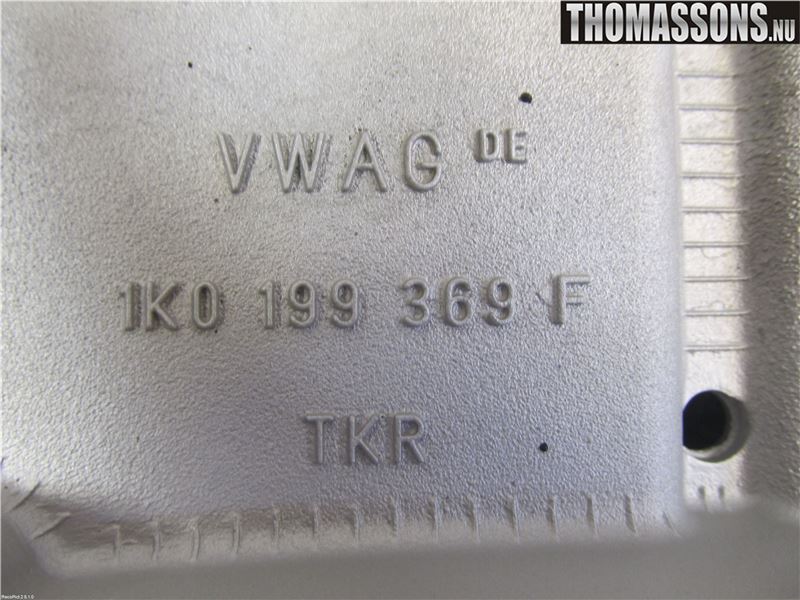 THOMASSONS.NU
VWAG DE
1K0 199 369 F
TKR